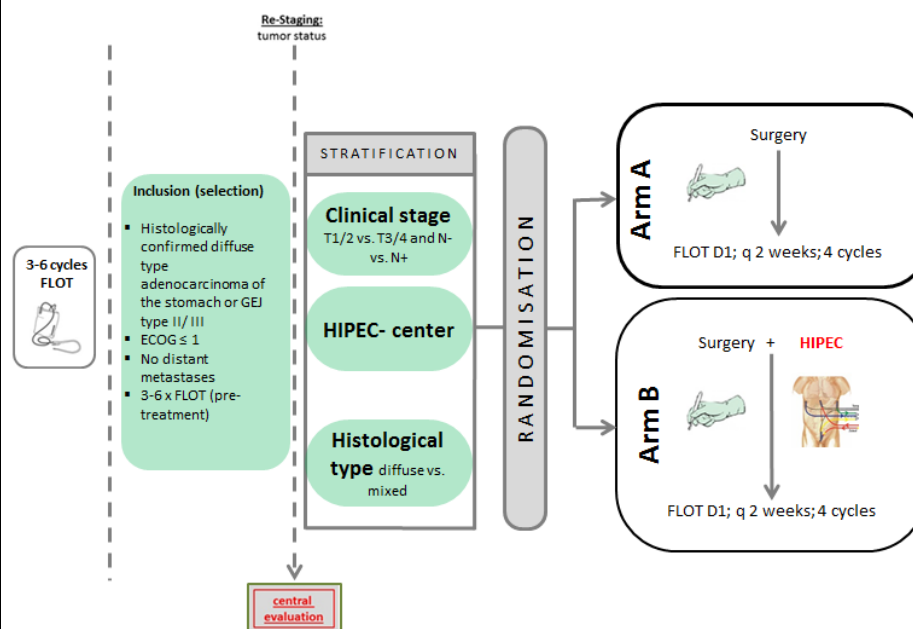 Re-Staging:
tumor status
3-6 cycles
FLOT
Inclusion (selection)
▪ Histologically
confirmed diffuse
type
adenocarcinoma of
the stomach or GEJ
type II/ III
▪ ECOG ≤ 1
▪ No distant
metastases
▪ 3-6 x FLOT (pre-
treatment)
central
evaluation
STRATIFICATION
Clinical stage
T1/2 vs. T3/4 and N-
vs. N+
HIPEC- center
Histological
type diffuse vs.
mixed
RANDOMISATION
Arm A
Surgery
FLOT D1; q 2 weeks; 4 cycles
Arm B
Surgery + HIPEC
FLOT D1; q 2 weeks; 4 cycles